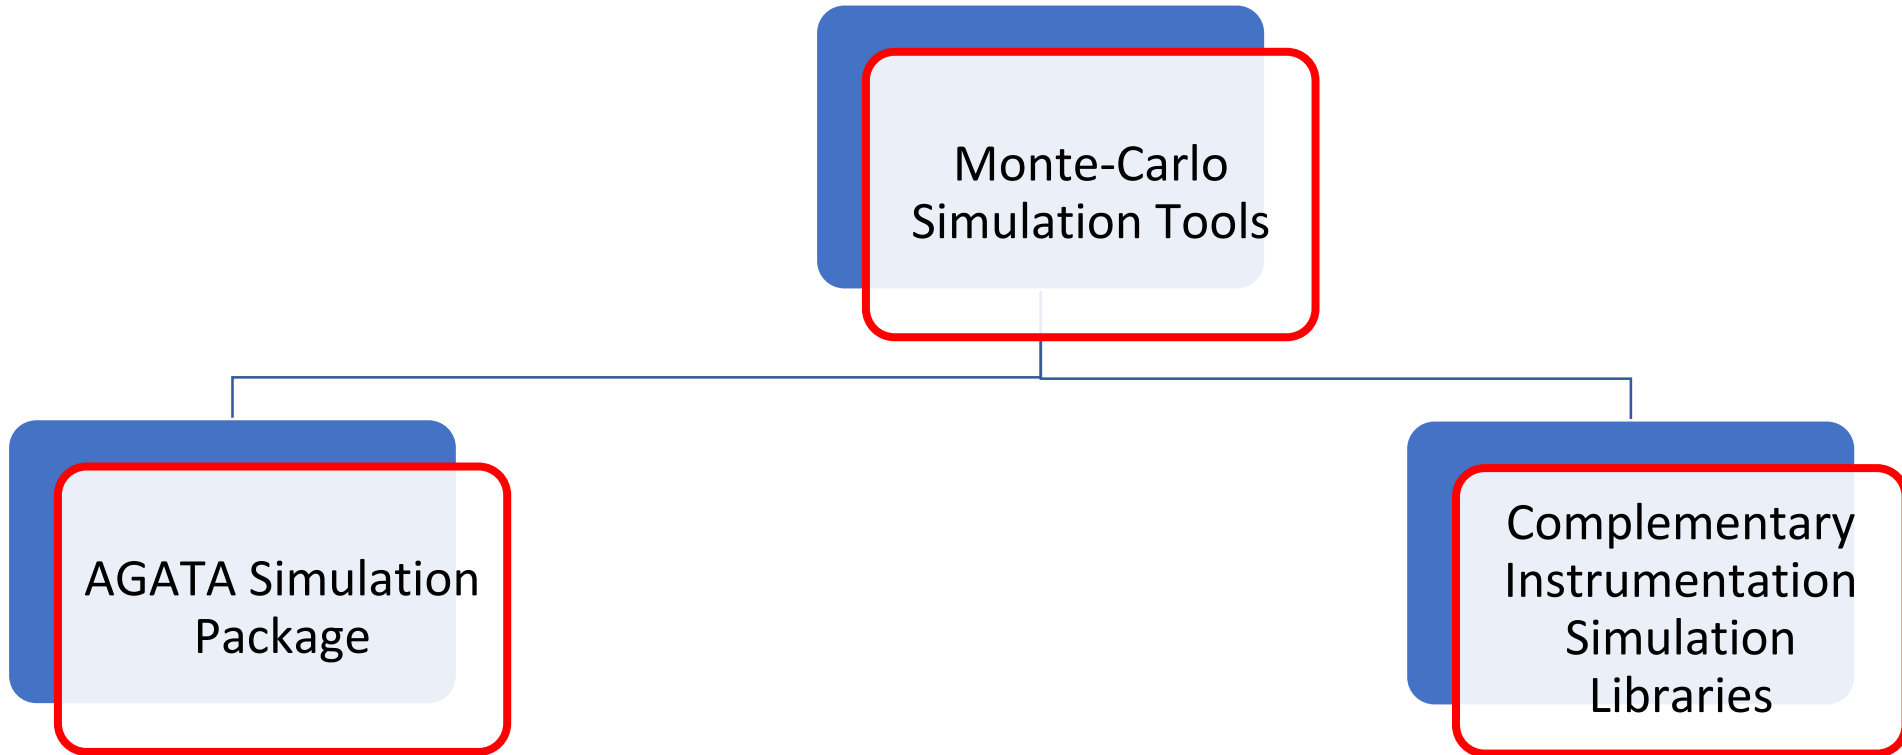 Monte-Carlo
Simulation Tools
AGATA Simulation
Package
Complementary
Instrumentation
Simulation
Libraries